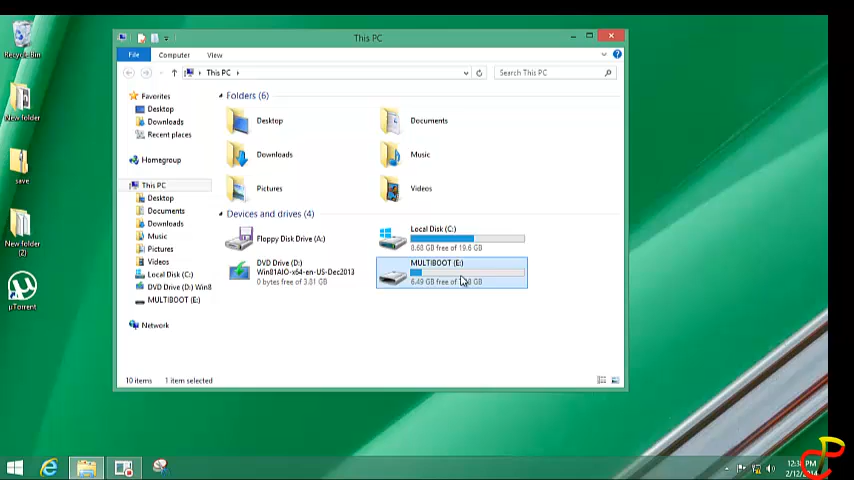 This PC
File Computer View
This PC
Search This PC
Recycle Bin
New folder
save
New folder
(2)
µTorrent
Favorites
Desktop
Downloads
Recent places
Homegroup
This PC
Desktop
Documents
Downloads
Music
Pictures
Videos
Local Disk (C:)
DVD Drive (D:) Win8
MULTIBOOT (E:)
Network
Folders (6)
Desktop
Documents
Downloads
Music
Pictures
Videos
Devices and drives (4)
Floppy Disk Drive (A:)
Local Disk (C:)
8.68 GB free of 19.6 GB
DVD Drive (D:)
Win81AIO-x64-en-US-Dec2013
0 bytes free of 3.81 GB
MULTIBOOT (E:)
6.49 GB free of GB
10 items 1 item selected
PM
2/12/2014